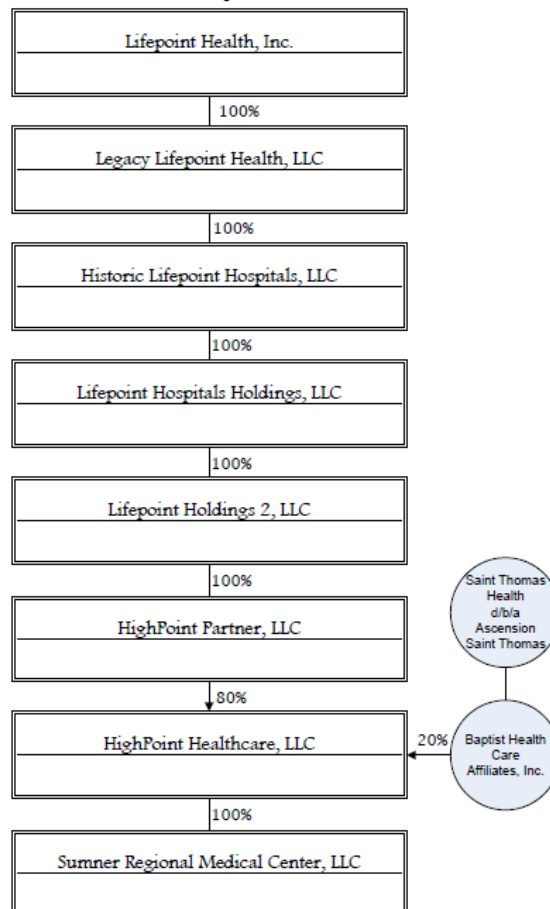 Lifepoint Health, Inc.
100%
Legacy Lifepoint Health, LLC
100%
Historic Lifepoint Hospitals, LLC
100%
Lifepoint Hospitals Holdings, LLC
100%
Lifepoint Holdings 2, LLC
100%
HighPoint Partner, LLC
Saint Thomas
Health
d/b/a
Ascension
Saint Thomas
80%
HighPoint Healthcare, LLC
20%
Baptist Health
Care
Affiliates, Inc.
100%
Sumner Regional Medical Center, LLC